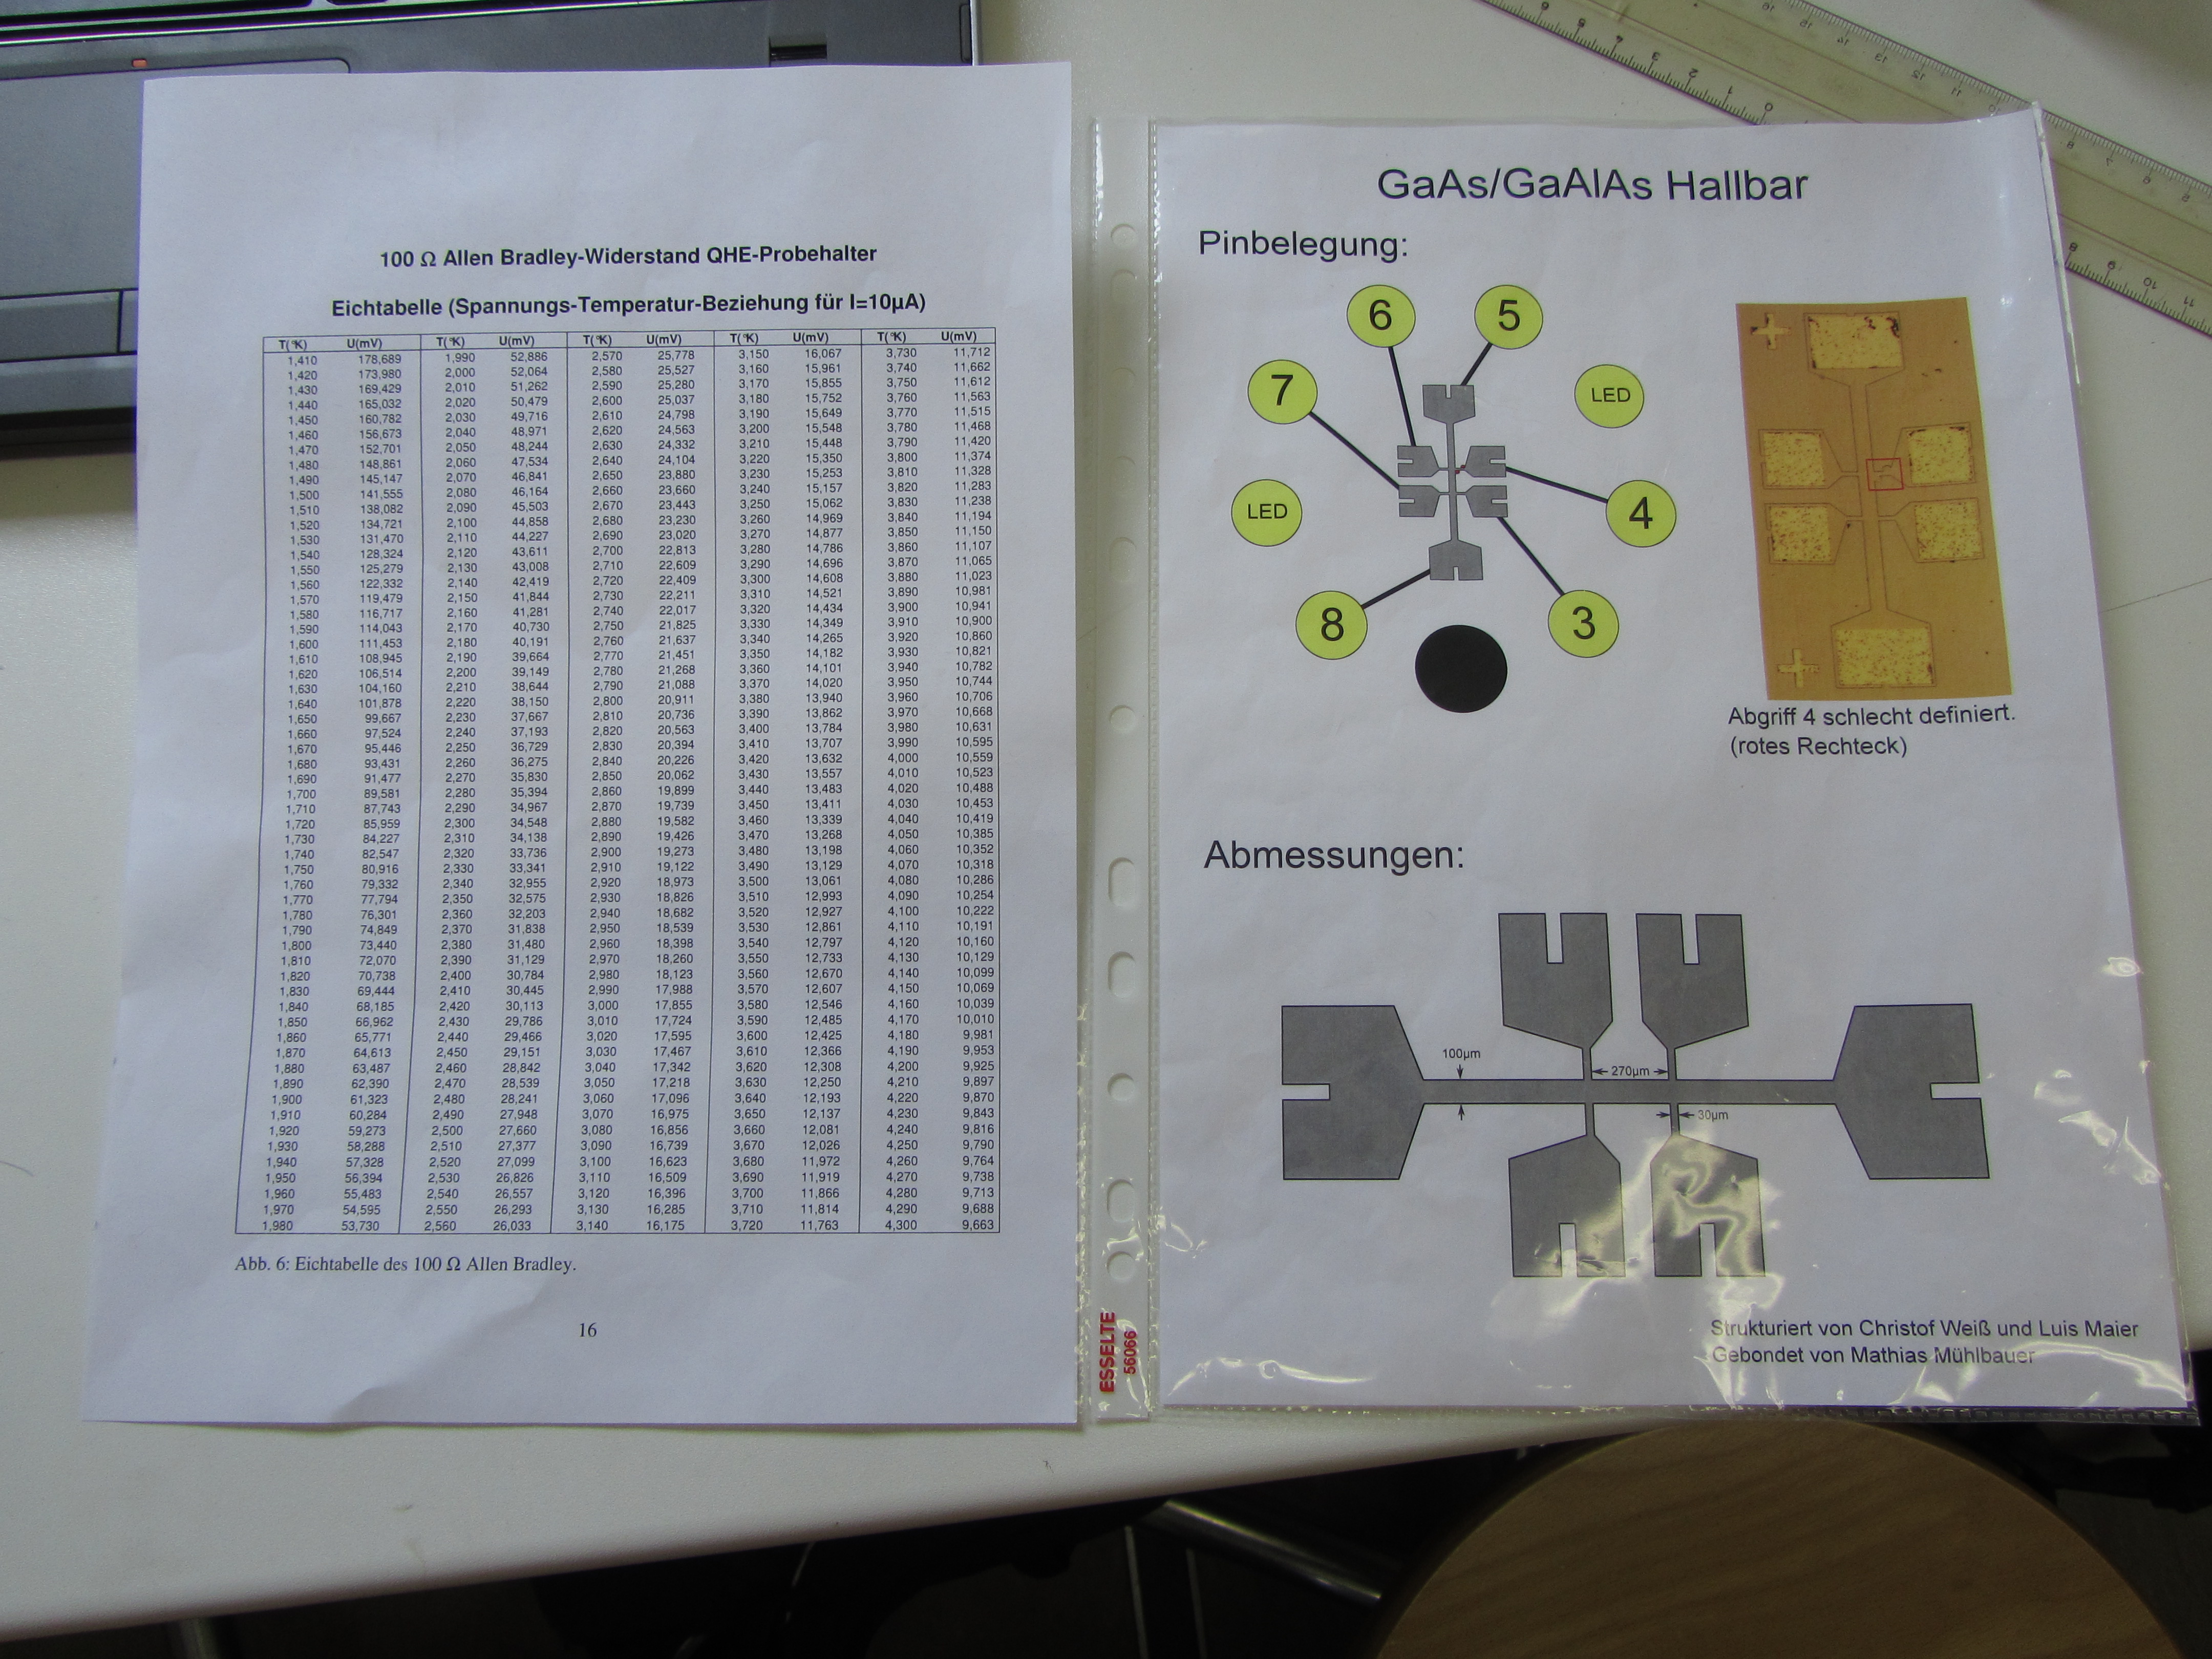 100 Ω Allen Bradley-Widerstand QHE-Probehalter
Eichtabelle (Spannungs-Temperatur-Beziehung für I=10µA)
T(°K) U(mV) T(°K) U(mV) T(°K) U(mV) T(°K) U(mV) T(°K) U(mV)
1,410 178,689 1,990 52,886 2,570 25,778 3,150 16,067 3,730 11,712
1,420 173,980 2,000 52,064 2,580 25,527 3,160 15,961 3,740 11,662
1,430 169,429 2,010 51,262 2,590 25,280 3,170 15,855 3,750 11,612
1,440 165,032 2,020 50,479 2,600 25,037 3,180 15,752 3,760 11,563
1,450 160,782 2,030 49,716 2,610 24,798 3,190 15,649 3,770 11,515
1,460 156,673 2,040 48,971 2,620 24,563 3,200 15,548 3,780 11,468
1,470 152,701 2,050 48,244 2,630 24,332 3,210 15,448 3,790 11,420
1,480 148,861 2,060 47,534 2,640 24,104 3,220 15,350 3,800 11,374
1,490 145,147 2,070 46,841 2,650 23,880 3,230 15,253 3,810 11,328
1,500 141,555 2,080 46,164 2,660 23,660 3,240 15,157 3,820 11,283
1,510 138,082 2,090 45,503 2,670 23,443 3,250 15,062 3,830 11,238
1,520 134,721 2,100 44,858 2,680 23,230 3,260 14,969 3,840 11,194
1,530 131,470 2,110 44,227 2,690 23,020 3,270 14,877 3,850 11,150
1,540 128,324 2,120 43,611 2,700 22,813 3,280 14,786 3,860 11,107
1,550 125,279 2,130 43,008 2,710 22,609 3,290 14,696 3,870 11,065
1,560 122,332 2,140 42,419 2,720 22,409 3,300 14,608 3,880 11,023
1,570 119,479 2,150 41,844 2,730 22,211 3,310 14,521 3,890 10,981
1,580 116,717 2,160 41,281 2,740 22,017 3,320 14,434 3,900 10,941
1,590 114,043 2,170 40,730 2,750 21,825 3,330 14,349 3,910 10,900
1,600 111,453 2,180 40,191 2,760 21,637 3,340 14,265 3,920 10,860
1,610 108,945 2,190 39,664 2,770 21,451 3,350 14,182 3,930 10,821
1,620 106,514 2,200 39,149 2,780 21,268 3,360 14,101 3,940 10,782
1,630 104,160 2,210 38,644 2,790 21,088 3,370 14,020 3,950 10,744
1,640 101,878 2,220 38,150 2,800 20,911 3,380 13,940 3,960 10,706
1,650 99,667 2,230 37,667 2,810 20,736 3,390 13,862 3,970 10,668
1,660 97,524 2,240 37,193 2,820 20,563 3,400 13,784 3,980 10,631
1,670 95,446 2,250 36,729 2,830 20,394 3,410 13,707 3,990 10,595
1,680 93,431 2,260 36,275 2,840 20,226 3,420 13,632 4,000 10,559
1,690 91,477 2,270 35,830 2,850 20,062 3,430 13,557 4,010 10,523
1,700 89,581 2,280 35,394 2,860 19,899 3,440 13,483 4,020 10,488
1,710 87,743 2,290 34,967 2,870 19,739 3,450 13,411 4,030 10,453
1,720 85,959 2,300 34,548 2,880 19,582 3,460 13,339 4,040 10,419
1,730 84,227 2,310 34,138 2,890 19,426 3,470 13,268 4,050 10,385
1,740 82,547 2,320 33,736 2,900 19,273 3,480 13,198 4,060 10,352
1,750 80,916 2,330 33,341 2,910 19,122 3,490 13,129 4,070 10,318
1,760 79,332 2,340 32,955 2,920 18,973 3,500 13,061 4,080 10,286
1,770 77,794 2,350 32,575 2,930 18,826 3,510 12,993 4,090 10,254
1,780 76,301 2,360 32,203 2,940 18,682 3,520 12,927 4,100 10,222
1,790 74,849 2,370 31,838 2,950 18,539 3,530 12,861 4,110 10,191
1,800 73,440 2,380 31,480 2,960 18,398 3,540 12,797 4,120 10,160
1,810 72,070 2,390 31,129 2,970 18,260 3,550 12,733 4,130 10,129
1,820 70,738 2,400 30,784 2,980 18,123 3,560 12,670 4,140 10,099
1,830 69,444 2,410 30,445 2,990 17,988 3,570 12,607 4,150 10,069
1,840 68,185 2,420 30,113 3,000 17,855 3,580 12,546 4,160 10,039
1,850 66,962 2,430 29,786 3,010 17,724 3,590 12,485 4,170 10,010
1,860 65,771 2,440 29,466 3,020 17,595 3,600 12,425 4,180 9,981
1,870 64,613 2,450 29,151 3,030 17,467 3,610 12,366 4,190 9,953
1,880 63,487 2,460 28,842 3,040 17,342 3,620 12,308 4,200 9,925
1,890 62,390 2,470 28,539 3,050 17,218 3,630 12,250 4,210 9,897
1,900 61,323 2,480 28,241 3,060 17,096 3,640 12,193 4,220 9,870
1,910 60,284 2,490 27,948 3,070 16,975 3,650 12,137 4,230 9,843
1,920 59,273 2,500 27,660 3,080 16,856 3,660 12,081 4,240 9,816
1,930 58,288 2,510 27,377 3,090 16,739 3,670 12,026 4,250 9,790
1,940 57,328 2,520 27,099 3,100 16,623 3,680 11,972 4,260 9,764
1,950 56,394 2,530 26,826 3,110 16,509 3,690 11,919 4,270 9,738
1,960 55,483 2,540 26,557 3,120 16,396 3,700 11,866 4,280 9,713
1,970 54,595 2,550 26,293 3,130 16,285 3,710 11,814 4,290 9,688
1,980 53,730 2,560 26,033 3,140 16,175 3,720 11,763 4,300 9,663
Abb. 6: Eichtabelle des 100 Ω Allen Bradley.
16
ESSELTE
56066
GaAs/GaAlAs Hallbar
Pinbelegung:
6 5
7 LED
LED 4
8 3
Abgriff 4 schlecht definiert.
(rotes Rechteck)
Abmessungen:
100µm
270µm
30µm
Strukturiert von Christof Weiß und Luis Maier
Gebondet von Mathias Mühlbauer